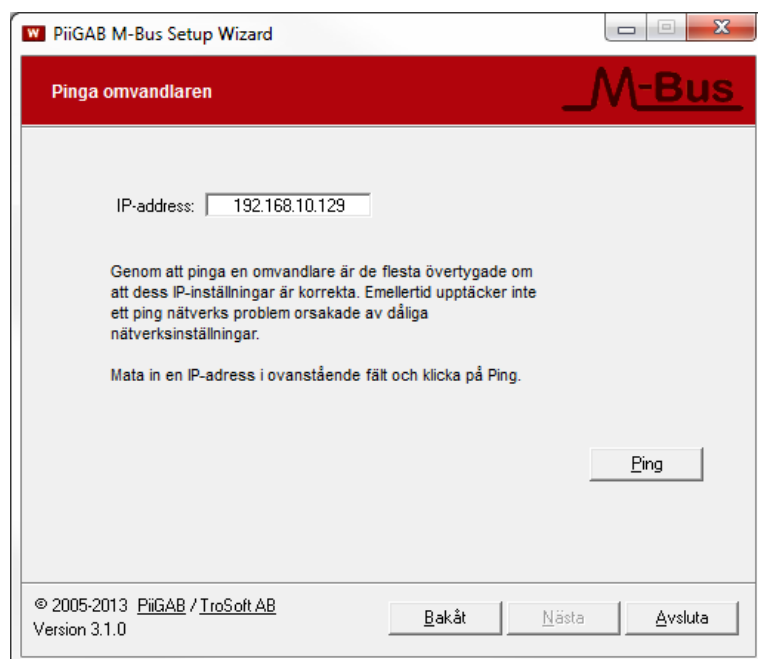 W PiiGAB M-Bus Setup Wizard
Pinga omvandlaren
M-Bus
IP-address: 192.168.10.129
Genom att pinga en omvandlare är de flesta övertygade om
att dess IP-inställningar är korrekta. Emellertid upptäcker inte
ett ping nätverks problem orsakade av dåliga
nätverksinställningar.
Mata in en IP-adress i ovanstående fält och klicka på Ping.
Ping
© 2005-2013 PiiGAB / TroSoft AB
Version 3.1.0
Bakåt Nästa Avsluta